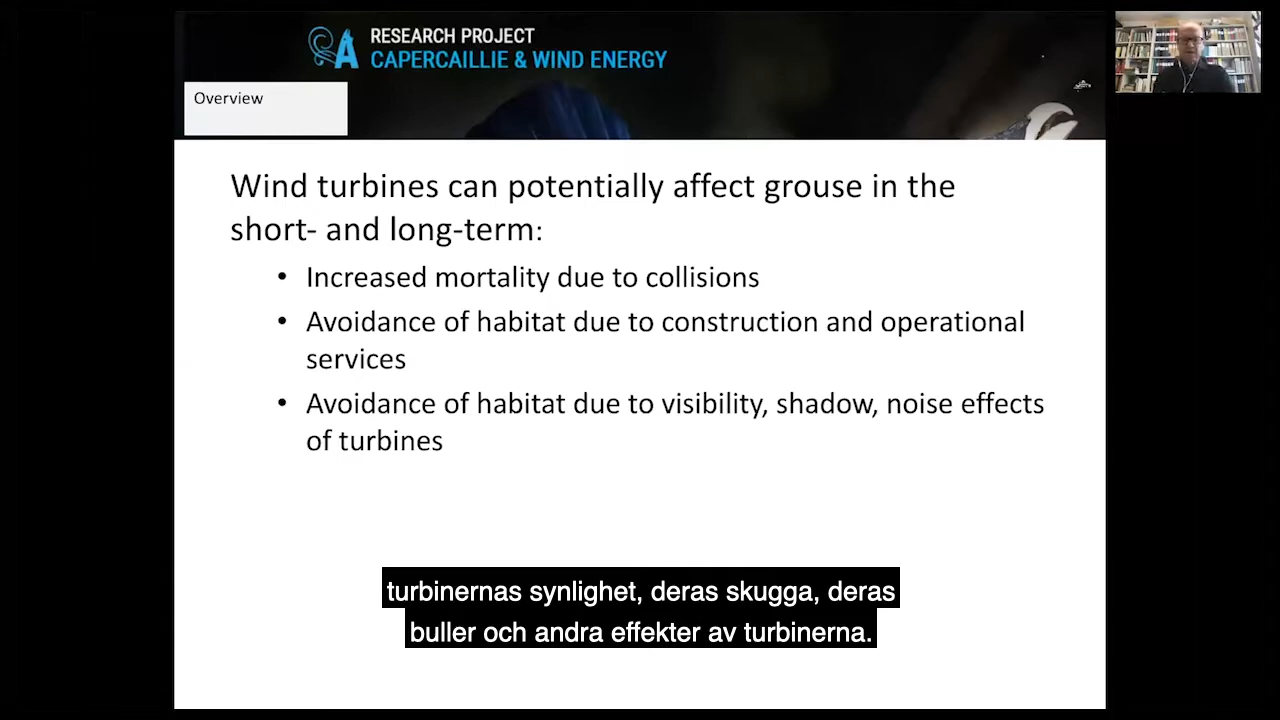 RESEARCH PROJECT
CAPERCAILLIE & WIND ENERGY
Overview
Wind turbines can potentially affect grouse in the
short- and long-term:
• Increased mortality due to collisions
• Avoidance of habitat due to construction and operational
services
• Avoidance of habitat due to visibility, shadow, noise effects
of turbines
turbinernas synlighet, deras skugga, deras
buller och andra effekter av turbinerna.